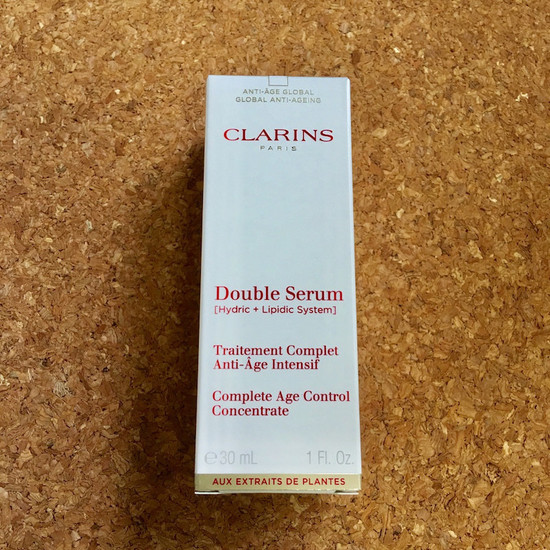 ANTI-ÂGE GLOBAL
GLOBAL ANTI-AGEING
CLARINS
PARIS
Double Serum
[Hydric + Lipidic System]
Traitement Complet
Anti-Âge Intensif
Complete Age Control
Concentrate
℮30 mL 1 Fl. Oz.
AUX EXTRAITS DE PLANTES